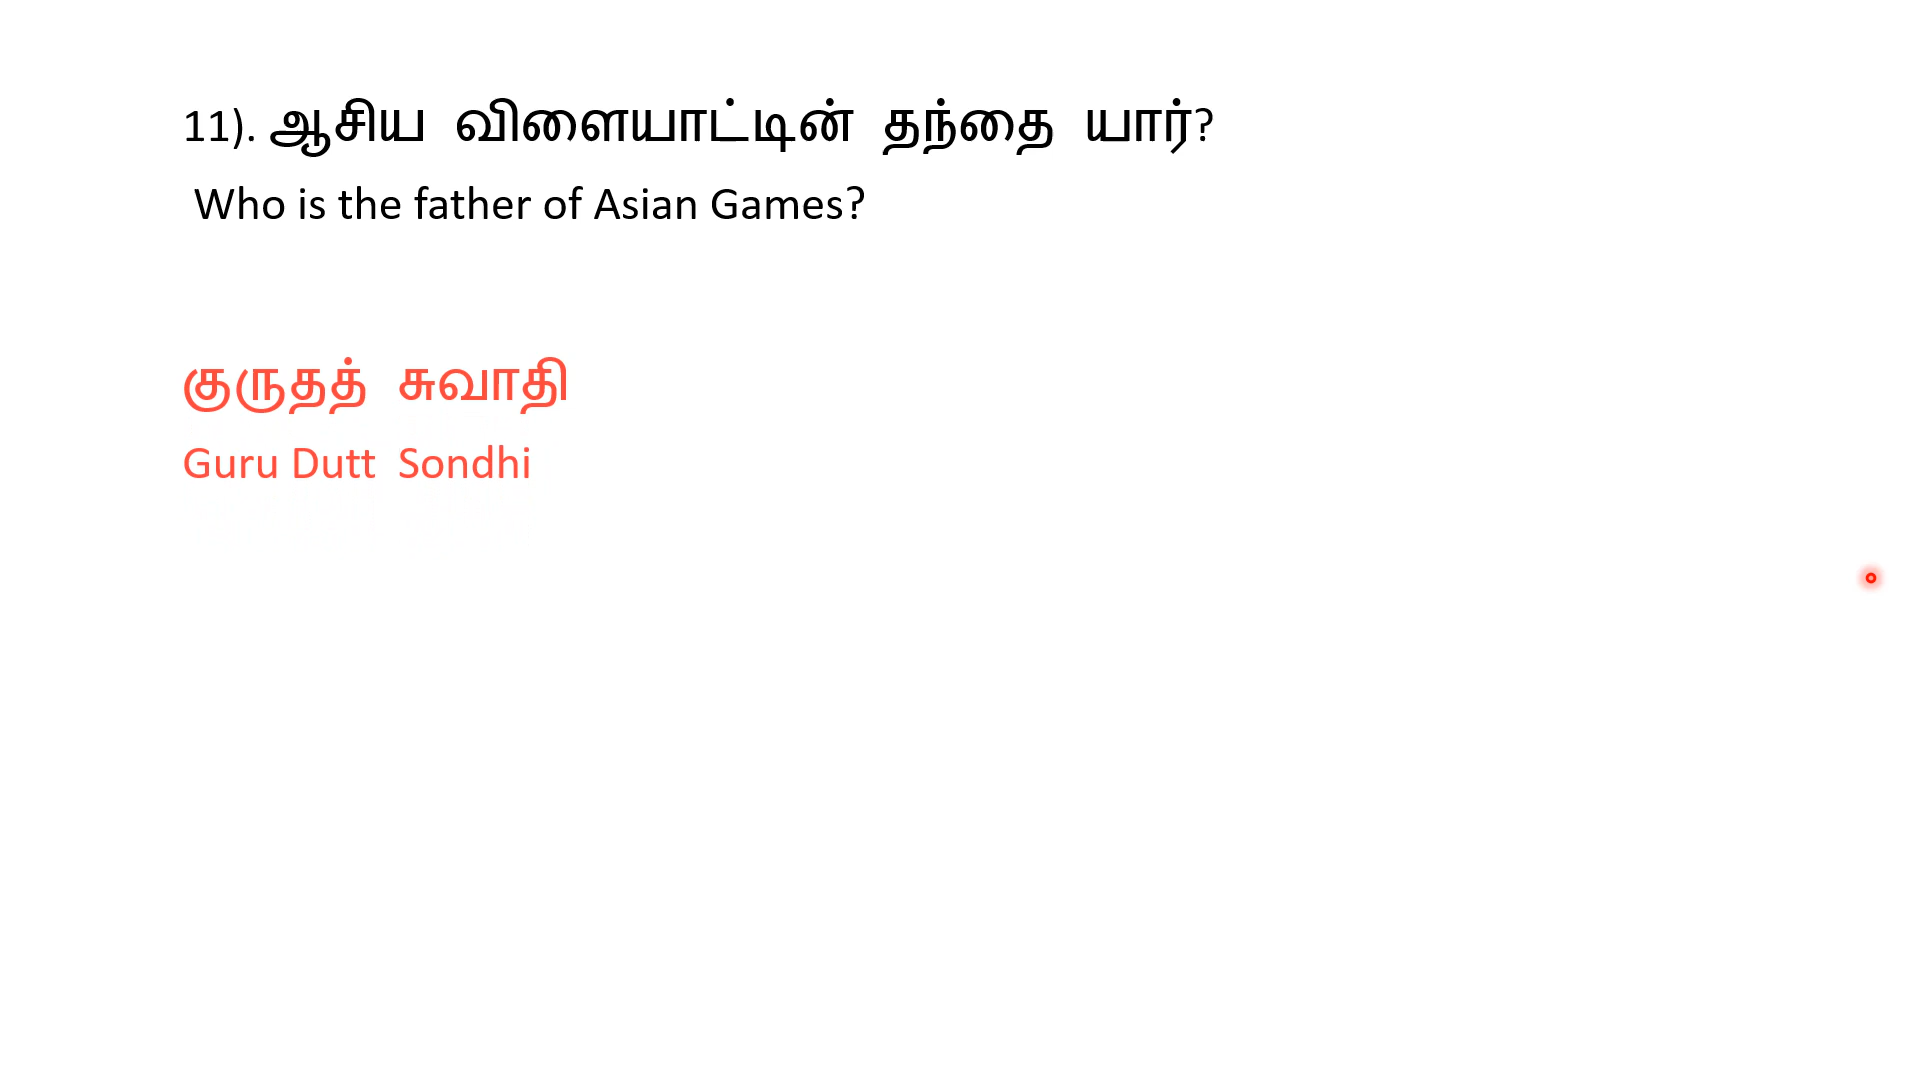 11). ஆசிய விளையாட்டின் தந்தை யார்?
Who is the father of Asian Games?
குருதத் சுவாதி
Guru Dutt Sondhi